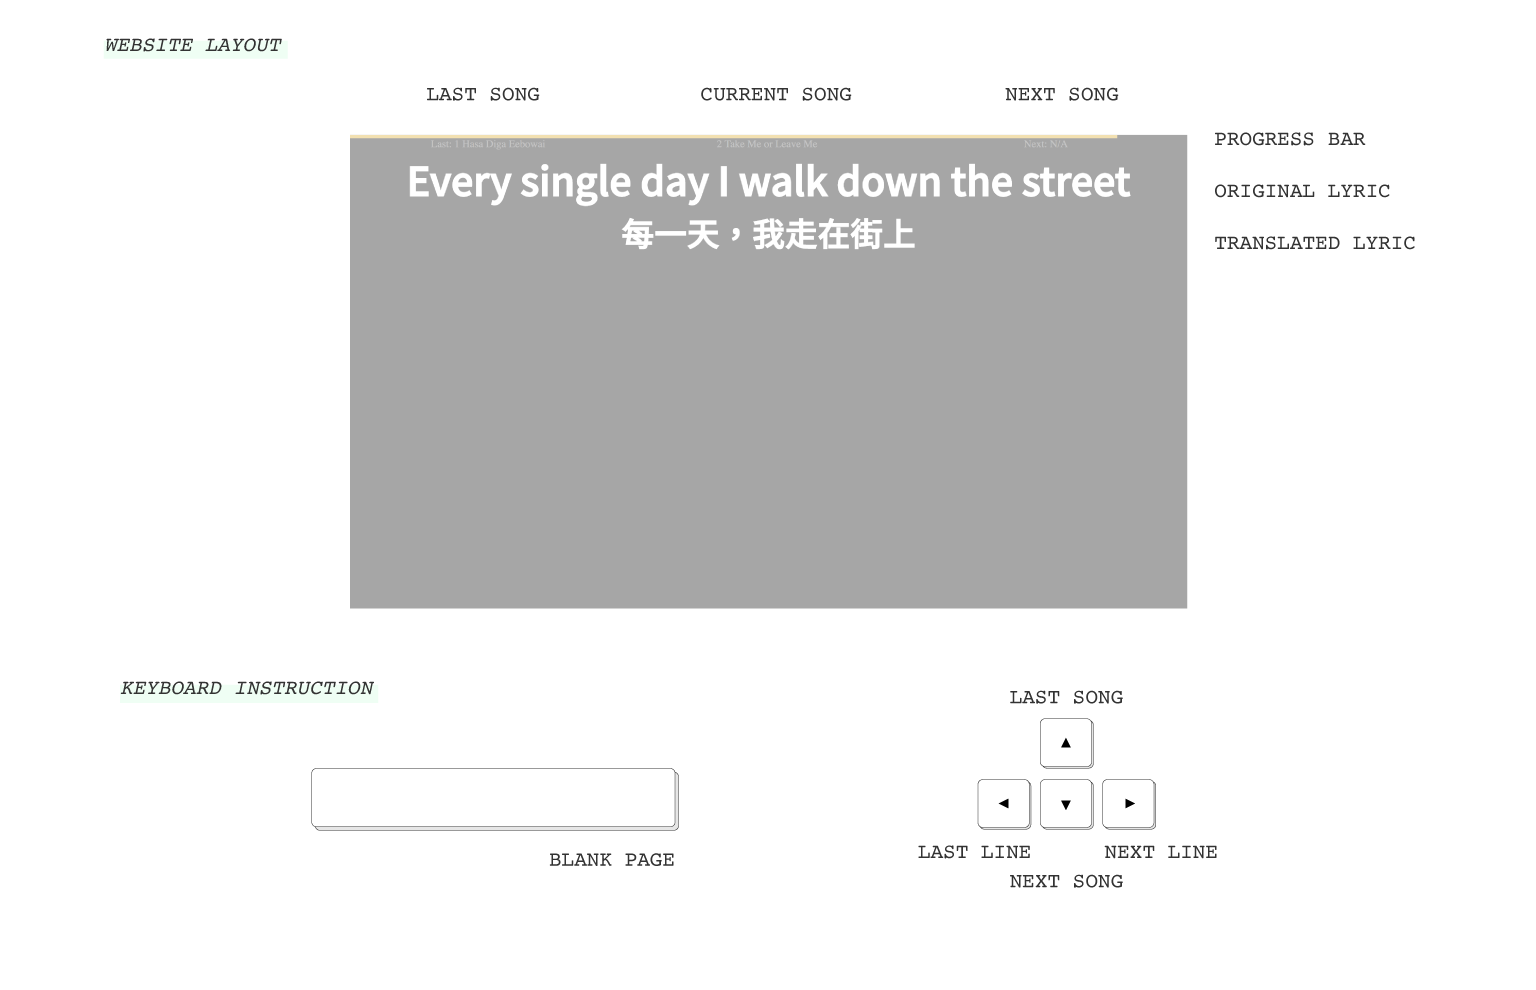 WEBSITE LAYOUT
LAST SONG
CURRENT SONG
NEXT SONG
PROGRESS BAR
Last: 1 Hasa Diga Eebowai
2 Take Me or Leave Me
Next: N/A
Every single day I walk down the street
ORIGINAL LYRIC
每一天，我走在街上
TRANSLATED LYRIC
KEYBOARD INSTRUCTION
BLANK PAGE
LAST SONG
▲
◄
▼
►
LAST LINE
NEXT LINE
NEXT SONG